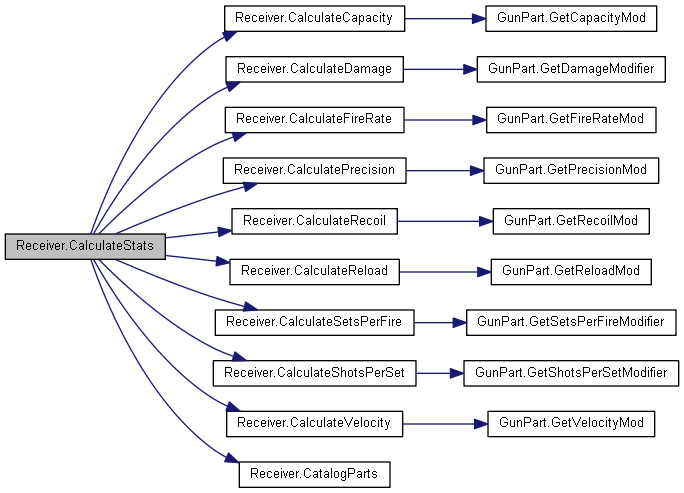 Receiver.CalculateCapacity
GunPart.GetCapacityMod
Receiver.CalculateDamage
GunPart.GetDamageModifier
Receiver.CalculateFireRate
GunPart.GetFireRateMod
Receiver.CalculatePrecision
GunPart.GetPrecisionMod
Receiver.CalculateRecoil
GunPart.GetRecoilMod
Receiver.CalculateStats
Receiver.CalculateReload
GunPart.GetReloadMod
Receiver.CalculateSetsPerFire
GunPart.GetSetsPerFireModifier
Receiver.CalculateShotsPerSet
GunPart.GetShotsPerSetModifier
Receiver.CalculateVelocity
GunPart.GetVelocityMod
Receiver.CatalogParts